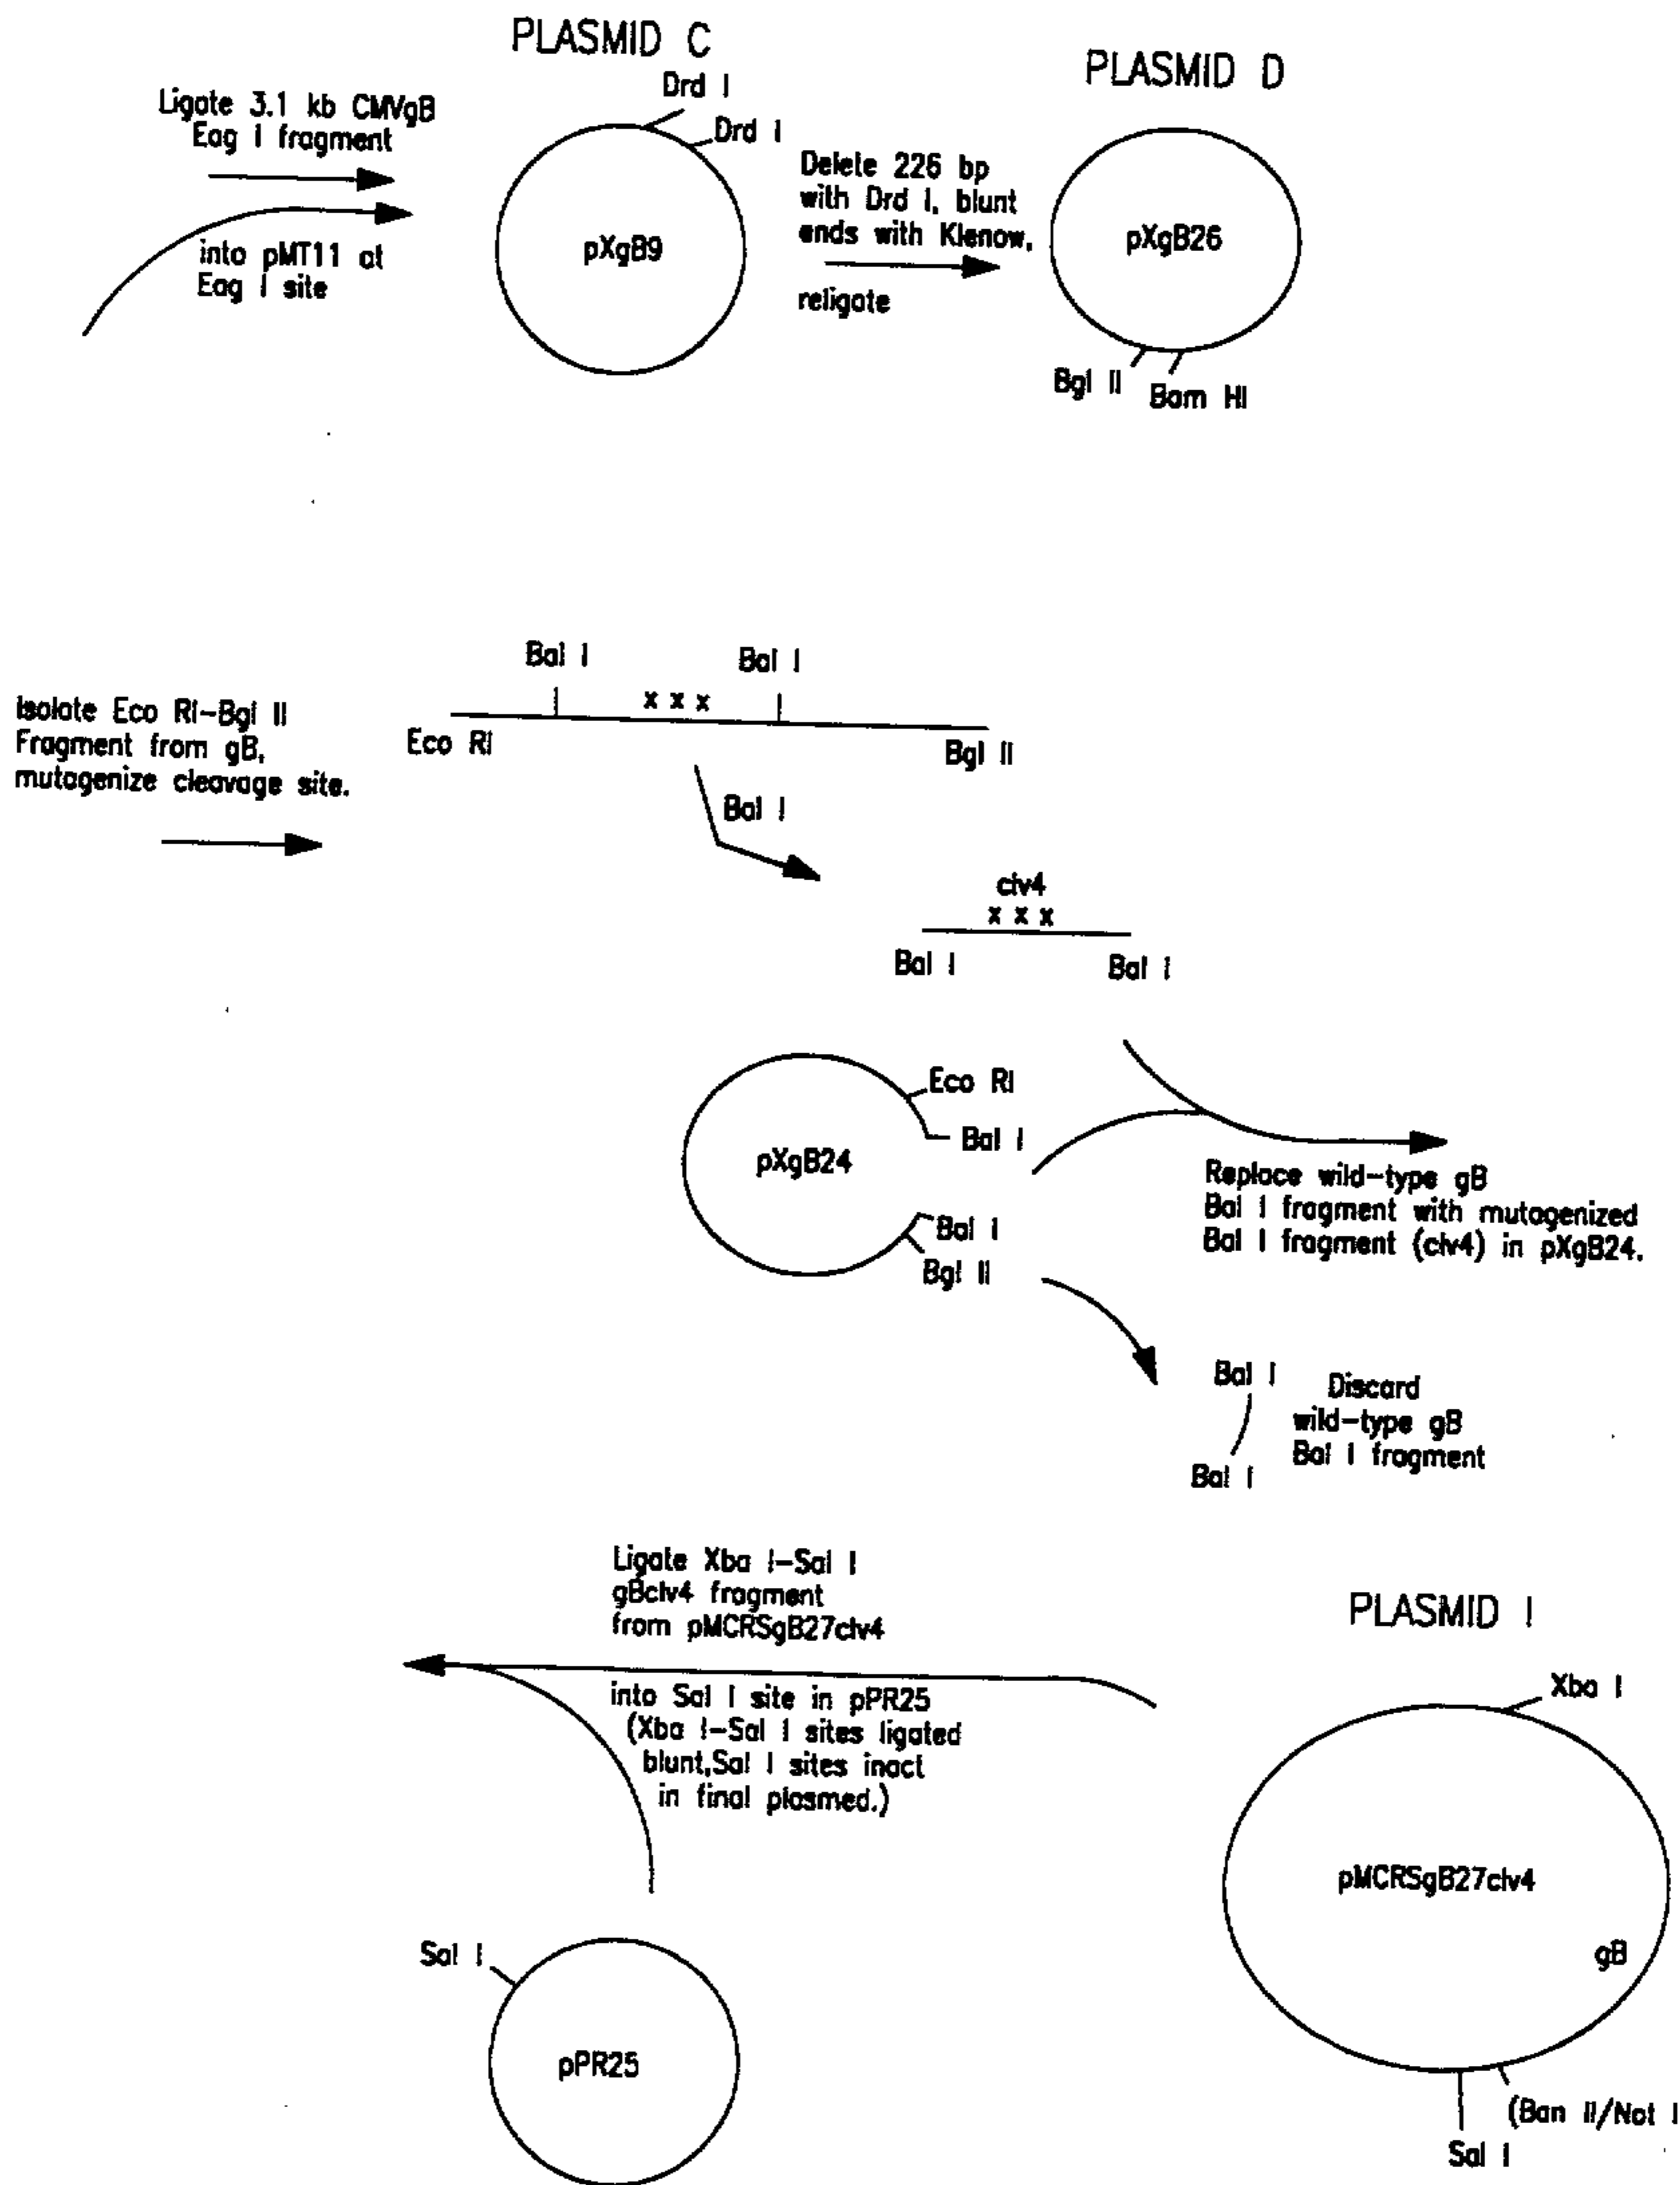 PLASMID C
Drd I
Drd I
Ligate 3.1 kb CMVgB
Eag I fragment
into pMT11 at
Eag I site
pXgB9
Delete 226 bp
with Drd I, blunt
ends with Klenow,
religate
PLASMID D
pXgB26
Bgl II
Bam HI
Isolate Eco RI-Bgl II
Fragment from gB,
mutagenize cleavage site.
Bal I
Bal I
x x x
Eco RI
Bgl II
Bal I
clv4
x x x
Bal I
Bal I
pXgB24
Eco RI
Bal I
Bal I
Bgl II
Replace wild-type gB
Bal I fragment with mutagenized
Bal I fragment (clv4) in pXgB24.
Bal I
Bal I
Discard
wild-type gB
Bal I fragment
Ligate Xba I-Sal I
gBclv4 fragment
from pMCRSgB27clv4
into Sal I site in pPR25
(Xba I-Sal I sites ligated
blunt,Sal I sites inact
in final plasmed.)
PLASMID I
Xba I
pMCRSgB27clv4
gB
(Ban II/Not I
Sal I
Sal I
pPR25